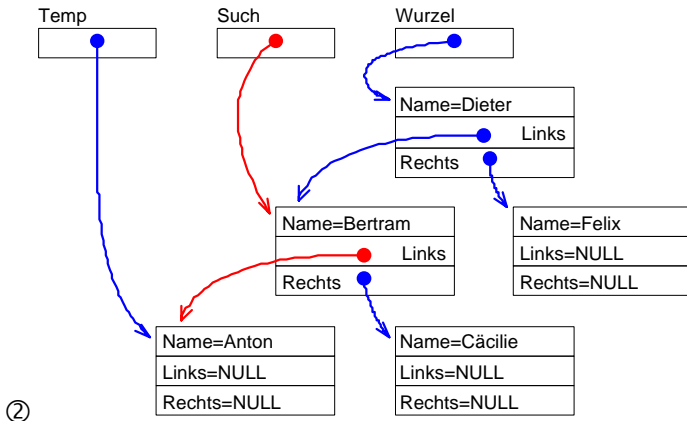 Temp Such Wurzel
Name=Dieter
Links
Rechts
Name=Bertram
Links
Rechts
Name=Felix
Links=NULL
Rechts=NULL
Name=Anton
Links=NULL
Rechts=NULL
Name=Cäcilie
Links=NULL
Rechts=NULL
②